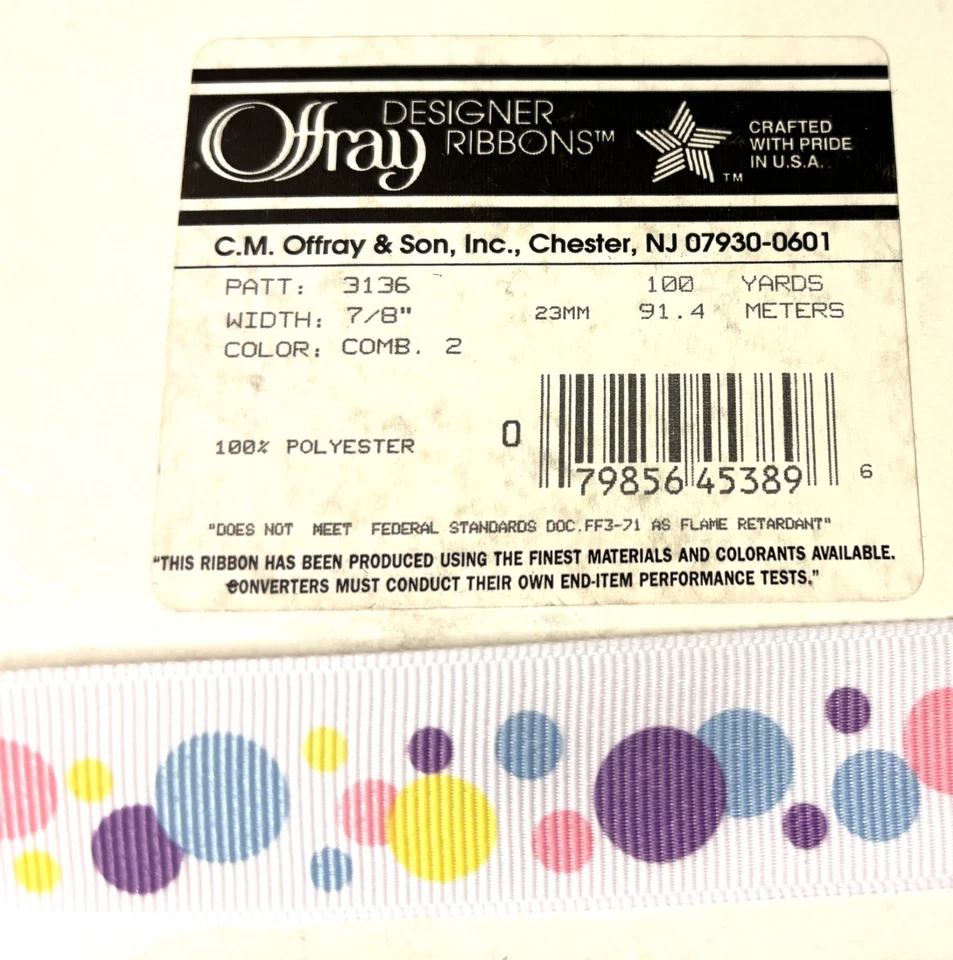 Offray DESIGNER RIBBONS™
CRAFTED
WITH PRIDE
IN U.S.A.
TM
C.M. Offray & Son, Inc., Chester, NJ 07930-0601
PATT: 3136 100 YARDS
WIDTH: 7/8" 23MM 91.4 METERS
COLOR: COMB. 2
100% POLYESTER
0 79856 45389 6
"DOES NOT MEET FEDERAL STANDARDS DOC.FF3-71 AS FLAME RETARDANT"
"THIS RIBBON HAS BEEN PRODUCED USING THE FINEST MATERIALS AND COLORANTS AVAILABLE.
CONVERTERS MUST CONDUCT THEIR OWN END-ITEM PERFORMANCE TESTS."